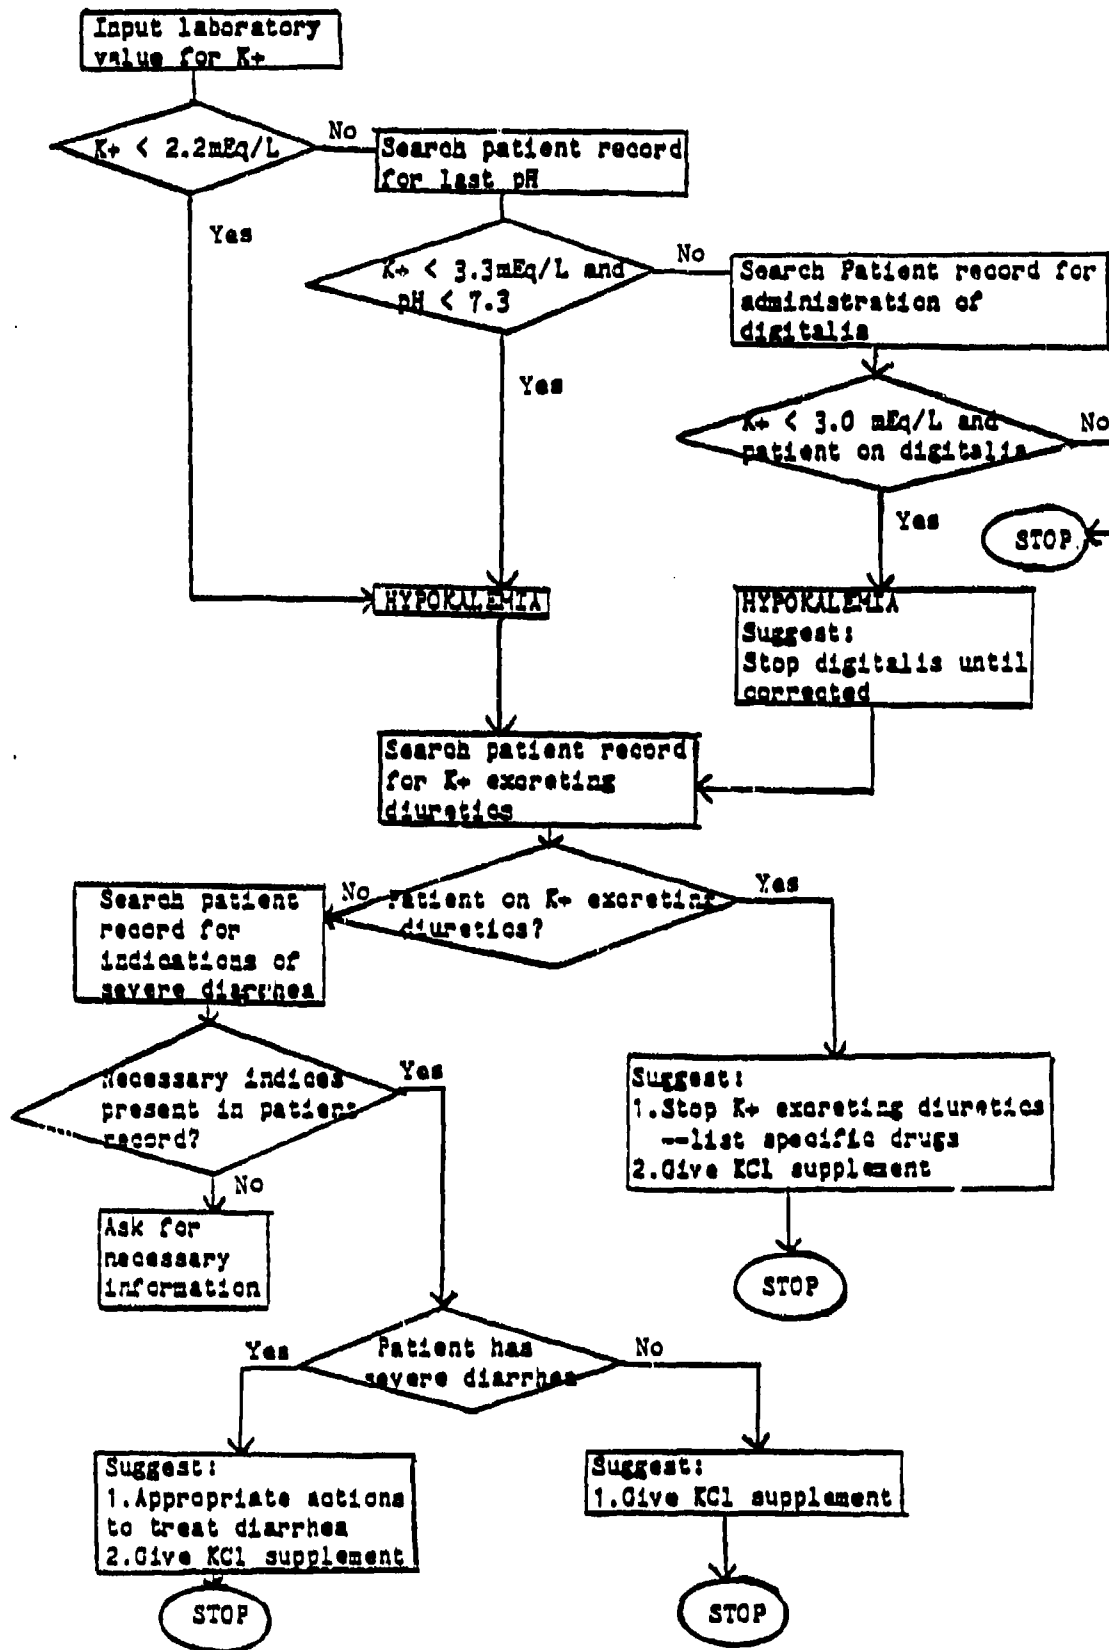 Input laboratory
value for K+
K+ < 2.2mEq/L
No
Search patient record
for last pH
Yes
K+ < 3.3mEq/L and
pH < 7.3
No
Search Patient record for
administration of
digitalis
Yes
K+ < 3.0 mEq/L and
patient on digitalis
No
Yes
STOP
HYPOKALEMIA
HYPOKALEMIA
Suggest:
Stop digitalis until
corrected
Search patient record
for K+ excreting
diuretics
Patient on K+ excreting
diuretics?
No
Yes
Search patient
record for
indications of
severe diarrhea
Necessary indices
present in patient
record?
Yes
No
Suggest:
1.Stop K+ excreting diuretics
--list specific drugs
2.Give KCl supplement
Ask for
necessary
information
STOP
Patient has
severe diarrhea
Yes
No
Suggest:
1.Appropriate actions
to treat diarrhea
2.Give KCl supplement
Suggest:
1.Give KCl supplement
STOP
STOP